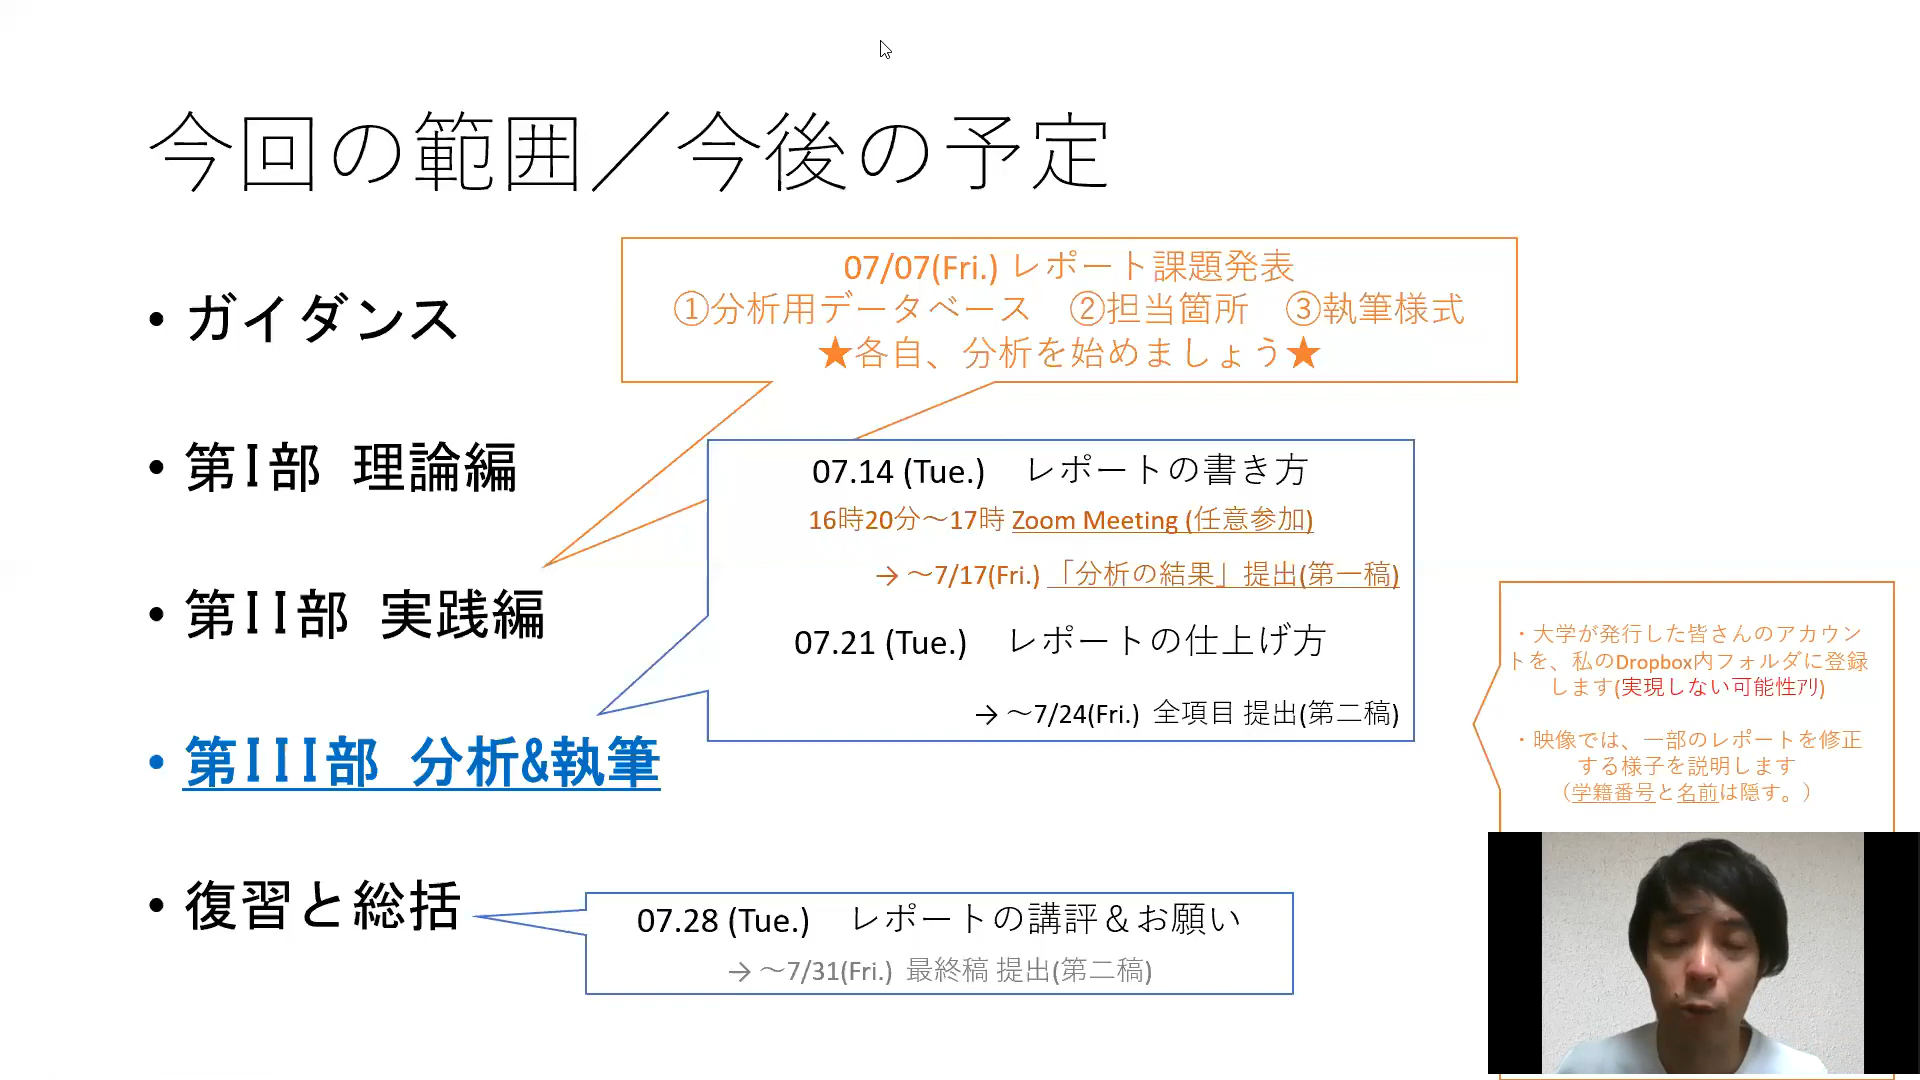 今回の範囲／今後の予定
・ガイダンス
07/07(Fri.) レポート課題発表
①分析用データベース　②担当箇所　③執筆様式
★各自、分析を始めましょう★
・第I部 理論編
07.14 (Tue.)　レポートの書き方
16時20分～17時 Zoom Meeting (任意参加)
→ ～7/17(Fri.) 「分析の結果」提出(第一稿)
・第II部 実践編
07.21 (Tue.)　レポートの仕上げ方
→ ～7/24(Fri.) 全項目 提出(第二稿)
・大学が発行した皆さんのアカウン
トを、私のDropbox内フォルダに登録
します(実現しない可能性ｱﾘ)
・映像では、一部のレポートを修正
する様子を説明します
（学籍番号と名前は隠す。）
・第III部 分析&執筆
・復習と総括
07.28 (Tue.)　レポートの講評＆お願い
→ ～7/31(Fri.) 最終稿 提出(第二稿)